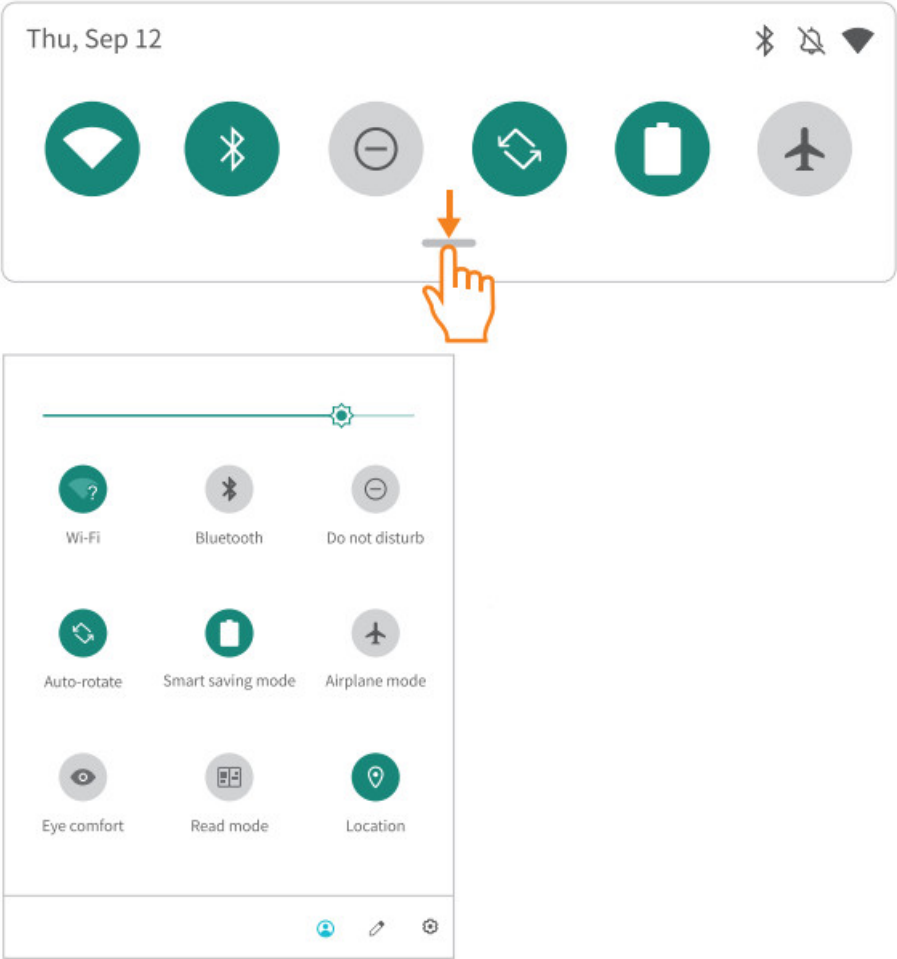 Thu, Sep 12
?
Wi-Fi
Bluetooth
Do not disturb
Auto-rotate
Smart saving mode
Airplane mode
Eye comfort
Read mode
Location